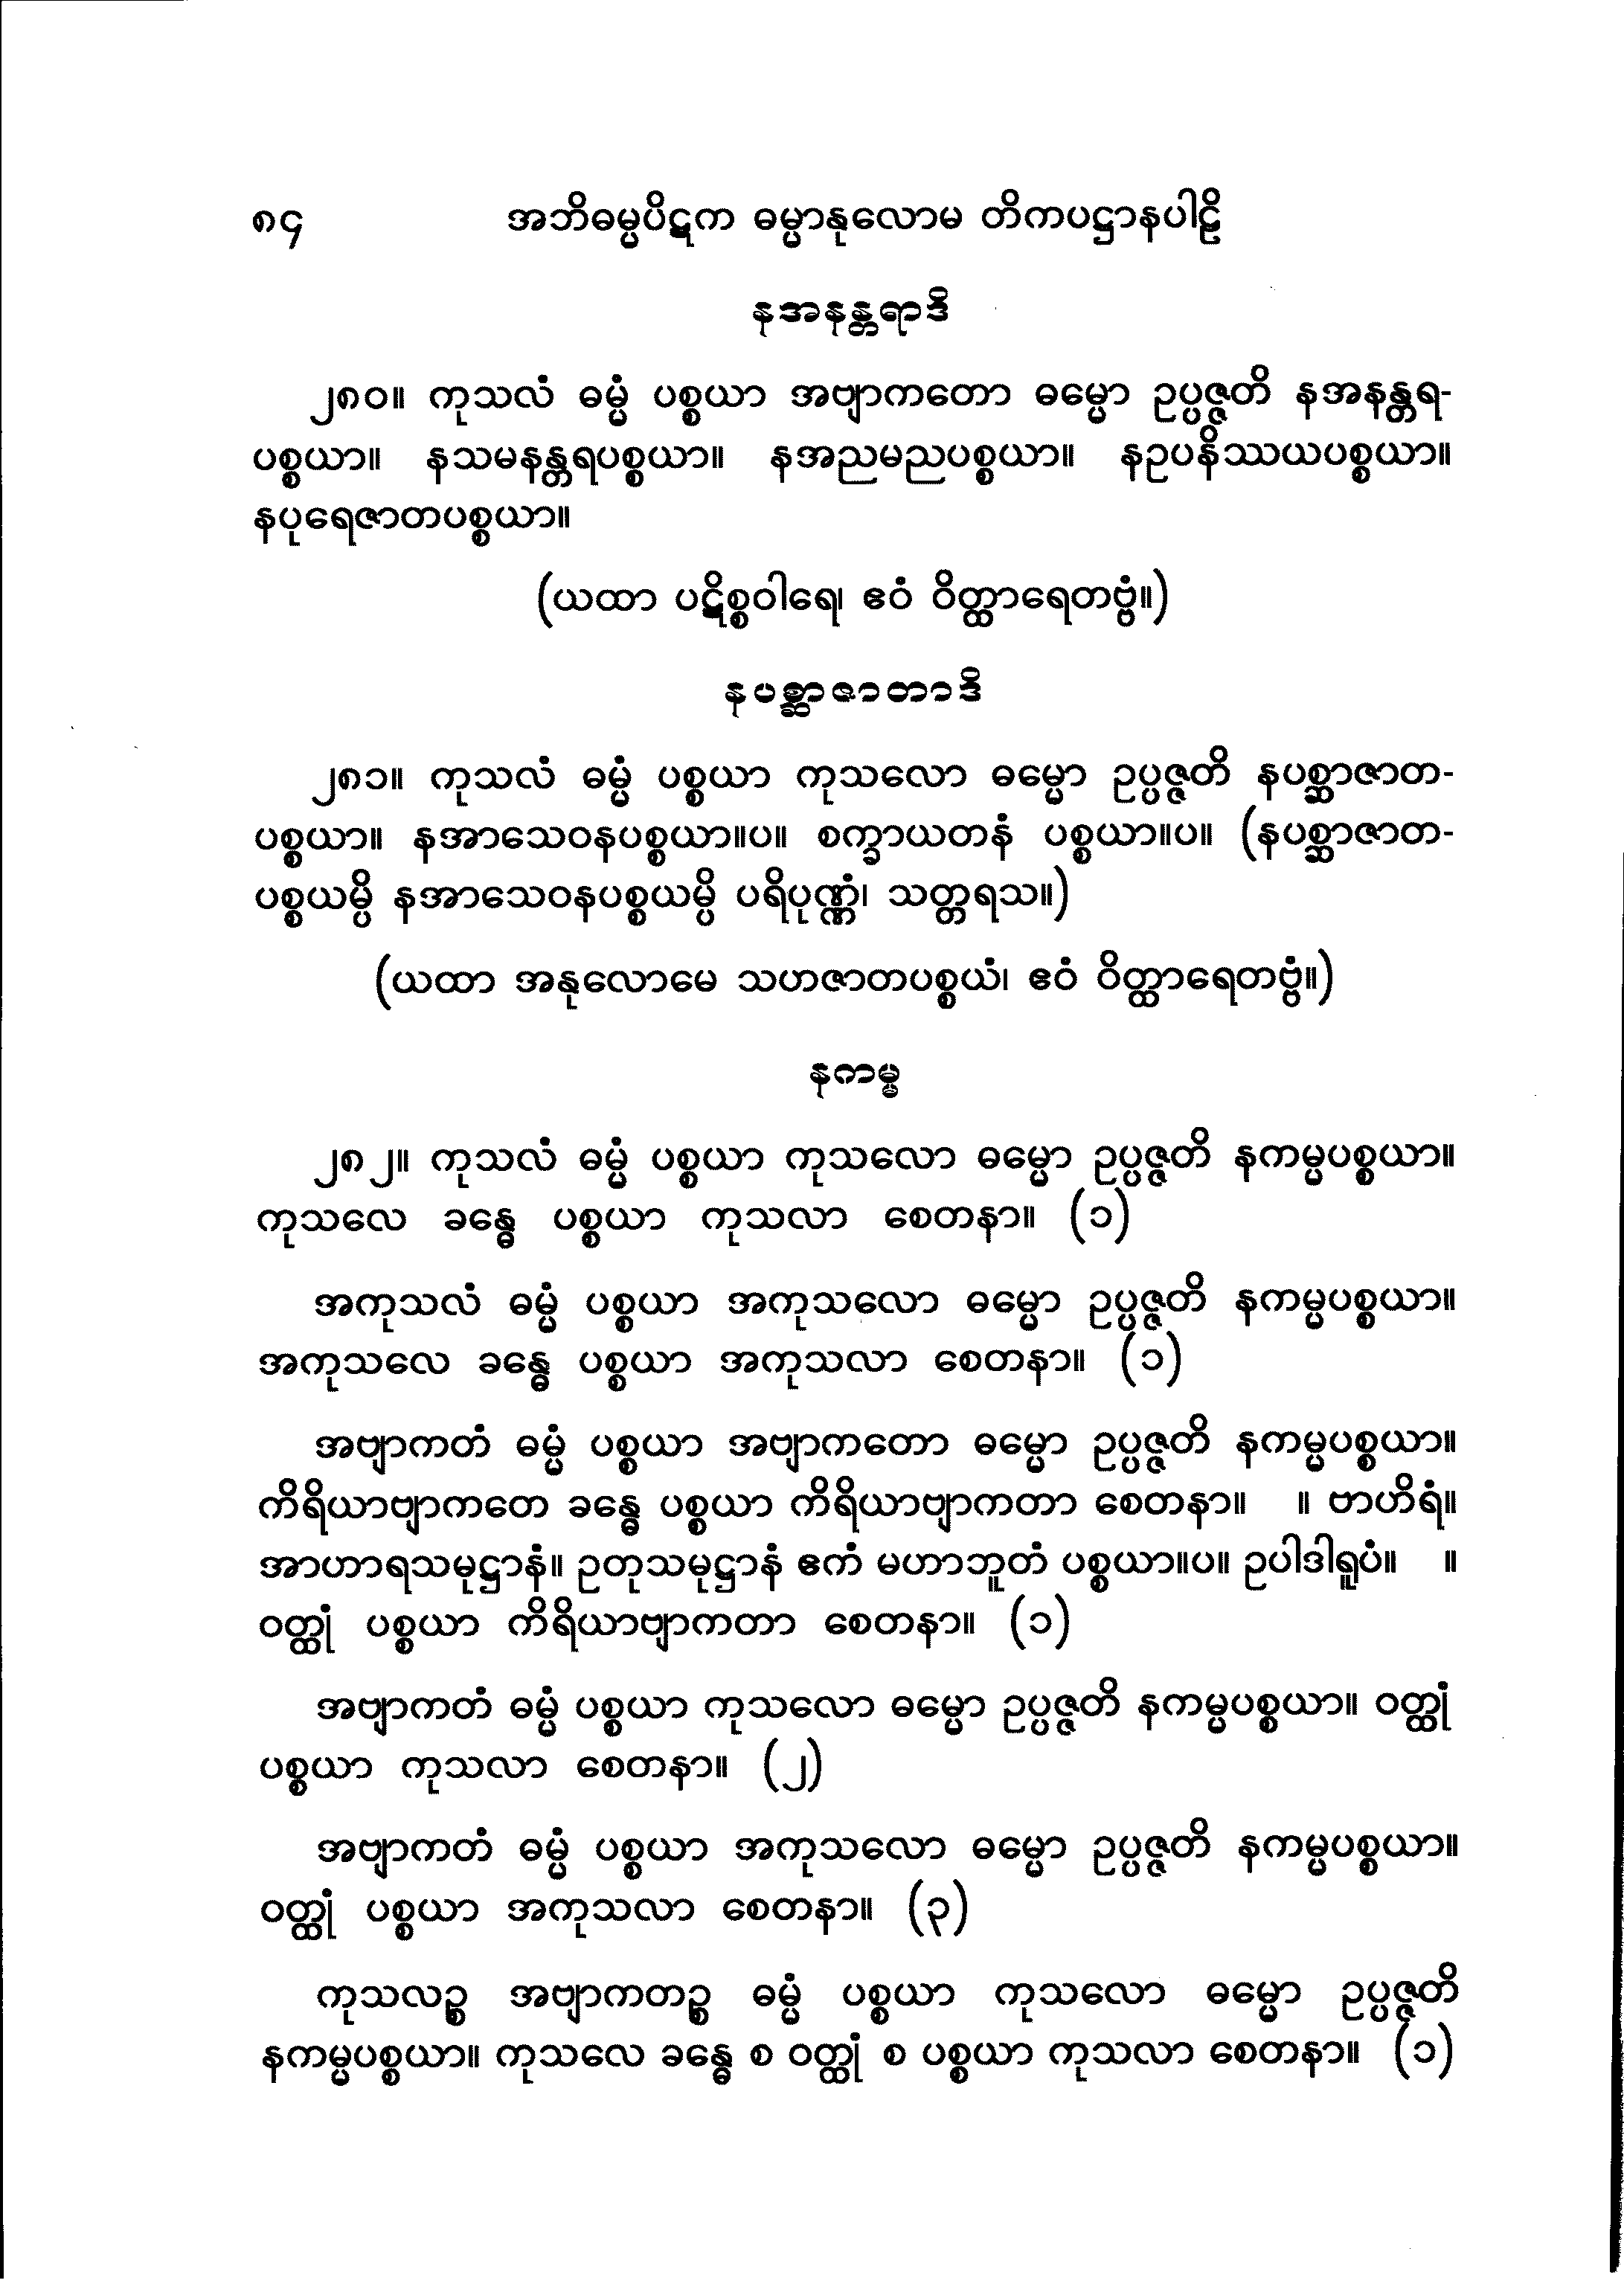 ၈၄ အဘိဓမ္မပိဋက ဓမ္မာနုလောမ တိကပဋ္ဌာနပါဠိ
နအနန္တရာဒိ
၂၈၀။ ကုသလံ ဓမ္မံ ပစ္စယာ အဗျာကတော ဓမ္မော ဥပ္ပဇ္ဇတိ နအနန္တရ-
ပစ္စယာ။ နသမနန္တရပစ္စယာ။ နအညမညပစ္စယာ။ နဥပနိဿယပစ္စယာ။
နပုရေဇာတပစ္စယာ။
(ယထာ ပဋိစ္စဝါရေ၊ ဧဝံ ဝိတ္ထာရေတဗ္ဗံ။)
နပစ္ဆာဇာတာဒိ
၂၈၁။ ကုသလံ ဓမ္မံ ပစ္စယာ ကုသလော ဓမ္မော ဥပ္ပဇ္ဇတိ နပစ္ဆာဇာတ-
ပစ္စယာ။ နအာသေဝနပစ္စယာ။ပ။ စက္ခာယတနံ ပစ္စယာ။ပ။ (နပစ္ဆာဇာတ-
ပစ္စယမ္ပိ နအာသေဝနပစ္စယမ္ပိ ပရိပုဏ္ဏံ၊ သတ္တရသ။)
(ယထာ အနုလောမေ သဟဇာတပစ္စယံ၊ ဧဝံ ဝိတ္ထာရေတဗ္ဗံ။)
နကမ္မ
၂၈၂။ ကုသလံ ဓမ္မံ ပစ္စယာ ကုသလော ဓမ္မော ဥပ္ပဇ္ဇတိ နကမ္မပစ္စယာ။
ကုသလေ ခန္ဓေ ပစ္စယာ ကုသလာ စေတနာ။ (၁)
အကုသလံ ဓမ္မံ ပစ္စယာ အကုသလော ဓမ္မော ဥပ္ပဇ္ဇတိ နကမ္မပစ္စယာ။
အကုသလေ ခန္ဓေ ပစ္စယာ အကုသလာ စေတနာ။ (၁)
အဗျာကတံ ဓမ္မံ ပစ္စယာ အဗျာကတော ဓမ္မော ဥပ္ပဇ္ဇတိ နကမ္မပစ္စယာ။
ကိရိယာဗျာကတေ ခန္ဓေ ပစ္စယာ ကိရိယာဗျာကတာ စေတနာ။ ။ ဗာဟိရံ။
အာဟာရသမုဋ္ဌာနံ။ ဥတုသမုဋ္ဌာနံ ဧကံ မဟာဘူတံ ပစ္စယာ။ပ။ ဥပါဒါရူပံ။ ။
ဝတ္ထုံ ပစ္စယာ ကိရိယာဗျာကတာ စေတနာ။ (၁)
အဗျာကတံ ဓမ္မံ ပစ္စယာ ကုသလော ဓမ္မော ဥပ္ပဇ္ဇတိ နကမ္မပစ္စယာ။ ဝတ္ထုံ
ပစ္စယာ ကုသလာ စေတနာ။ (၂)
အဗျာကတံ ဓမ္မံ ပစ္စယာ အကုသလော ဓမ္မော ဥပ္ပဇ္ဇတိ နကမ္မပစ္စယာ။
ဝတ္ထုံ ပစ္စယာ အကုသလာ စေတနာ။ (၃)
ကုသလဉ္စ အဗျာကတဉ္စ ဓမ္မံ ပစ္စယာ ကုသလော ဓမ္မော ဥပ္ပဇ္ဇတိ
နကမ္မပစ္စယာ။ ကုသလေ ခန္ဓေ စ ဝတ္ထုံ စ ပစ္စယာ ကုသလာ စေတနာ။ (၁)